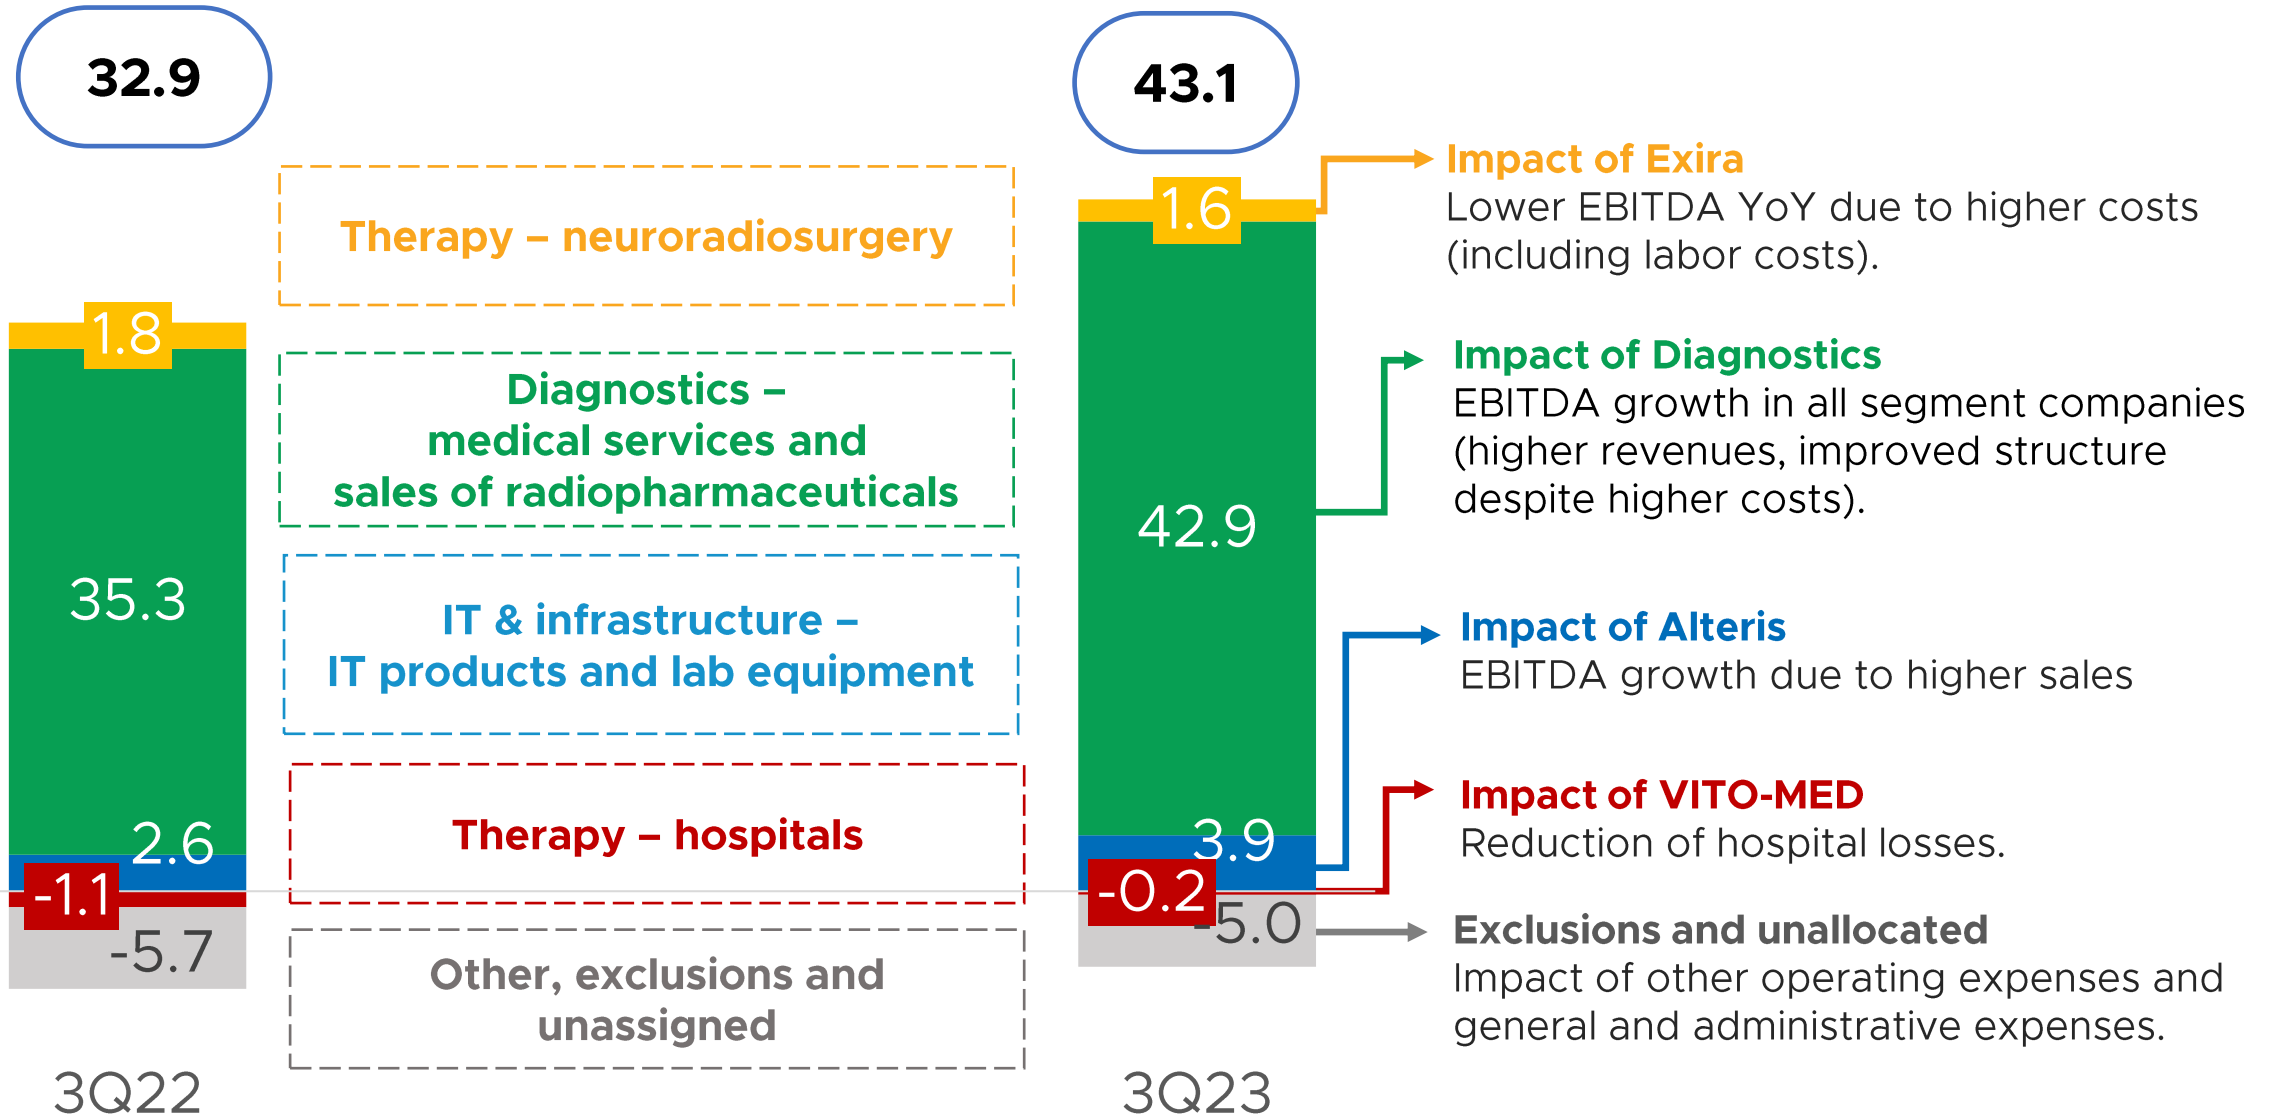 32.9
43.1
1.8
35.3
2.6
-1.1
-5.7
3Q22
Therapy – neuroradiosurgery
Diagnostics –
medical services and
sales of radiopharmaceuticals
IT & infrastructure –
IT products and lab equipment
Therapy – hospitals
Other, exclusions and
unassigned
1.6
42.9
3.9
-0.2
-5.0
3Q23
Impact of Exira
Lower EBITDA YoY due to higher costs
(including labor costs).
Impact of Diagnostics
EBITDA growth in all segment companies
(higher revenues, improved structure
despite higher costs).
Impact of Alteris
EBITDA growth due to higher sales
Impact of VITO-MED
Reduction of hospital losses.
Exclusions and unallocated
Impact of other operating expenses and
general and administrative expenses.